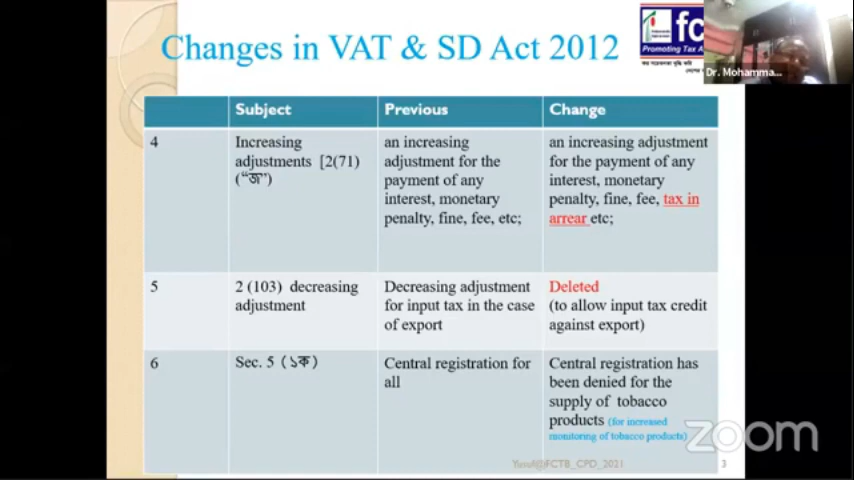 Changes in VAT & SD Act 2012
fc
Promoting Tax A
Dr. Mohamma...
Subject Previous Change
4 Increasing adjustments [2(71) (“জ”) an increasing adjustment for the payment of any interest, monetary penalty, fine, fee, etc; an increasing adjustment for the payment of any interest, monetary penalty, fine, fee, tax in arrear etc;
5 2 (103) decreasing adjustment Decreasing adjustment for input tax in the case of export Deleted (to allow input tax credit against export)
6 Sec. 5 (১ক) Central registration for all Central registration has been denied for the supply of tobacco products (for increased monitoring of tobacco products)
zoom
Yusuf@FCTB_CPD_2021 3